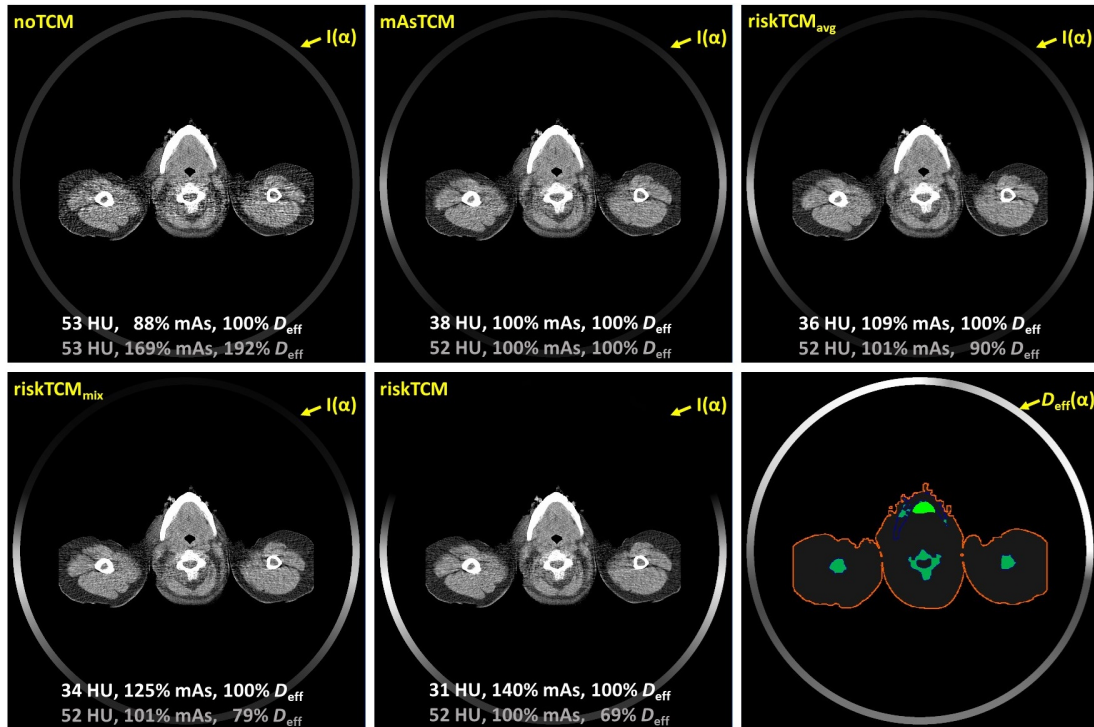 noTCM
I(α)
53 HU, 88% mAs, 100% Deff
53 HU, 169% mAs, 192% Deff
mAsTCM
I(α)
38 HU, 100% mAs, 100% Deff
52 HU, 100% mAs, 100% Deff
riskTCMavg
I(α)
36 HU, 109% mAs, 100% Deff
52 HU, 101% mAs, 90% Deff
riskTCMmix
I(α)
34 HU, 125% mAs, 100% Deff
52 HU, 101% mAs, 79% Deff
riskTCM
I(α)
31 HU, 140% mAs, 100% Deff
52 HU, 100% mAs, 69% Deff
Deff(α)